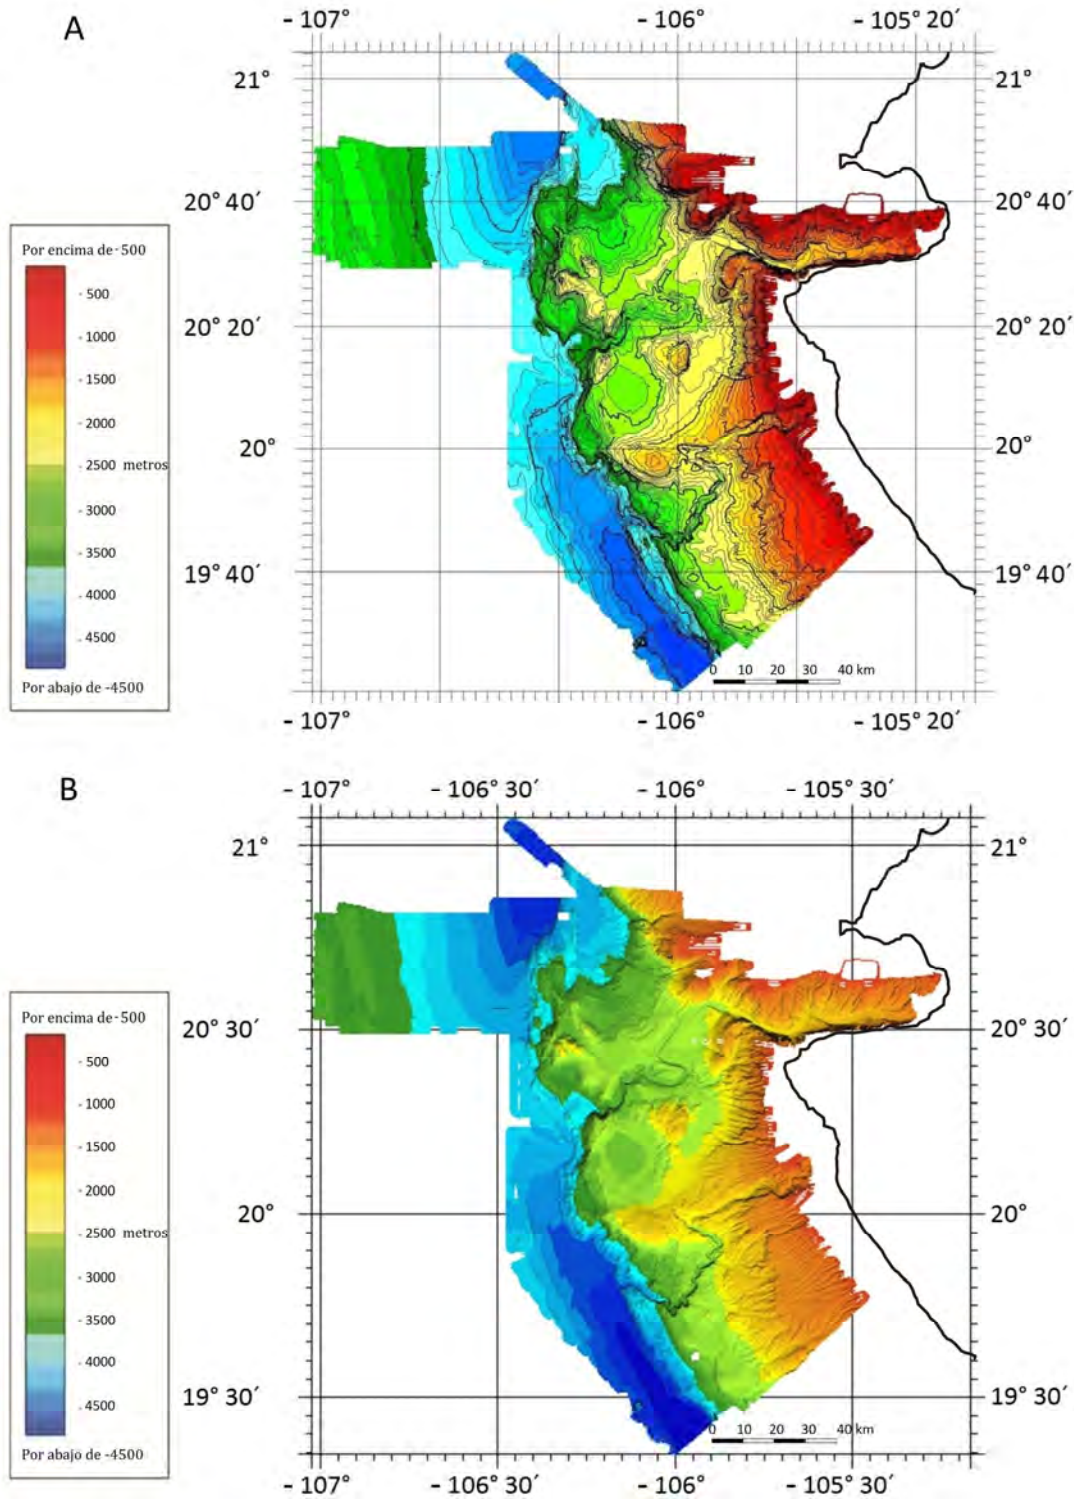 A
- 107°
- 106°
- 105° 20´
21°
21°
20° 40´
20° 40´
Por encima de -500
- 500
- 1000
- 1500
- 2000
- 2500 metros
- 3000
- 3500
- 4000
- 4500
Por abajo de -4500
20° 20´
20° 20´
20°
20°
19° 40´
19° 40´
0 10 20 30 40 km
- 107°
- 106°
- 105° 20´
B
- 107°
- 106° 30´
- 106°
- 105° 30´
21°
21°
Por encima de -500
- 500
- 1000
- 1500
- 2000
- 2500 metros
- 3000
- 3500
- 4000
- 4500
Por abajo de -4500
20° 30´
20° 30´
20°
20°
19° 30´
19° 30´
0 10 20 30 40 km
- 107°
- 106° 30´
- 106°
- 105° 30´